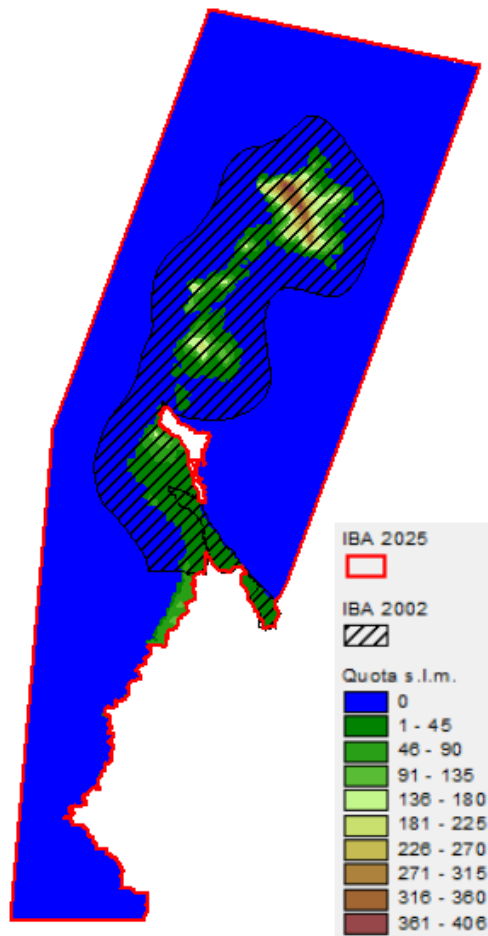 IBA 2025
IBA 2002
Quota s.l.m.
0
1 - 45
46 - 90
91 - 135
136 - 180
181 - 225
226 - 270
271 - 315
316 - 360
361 - 406